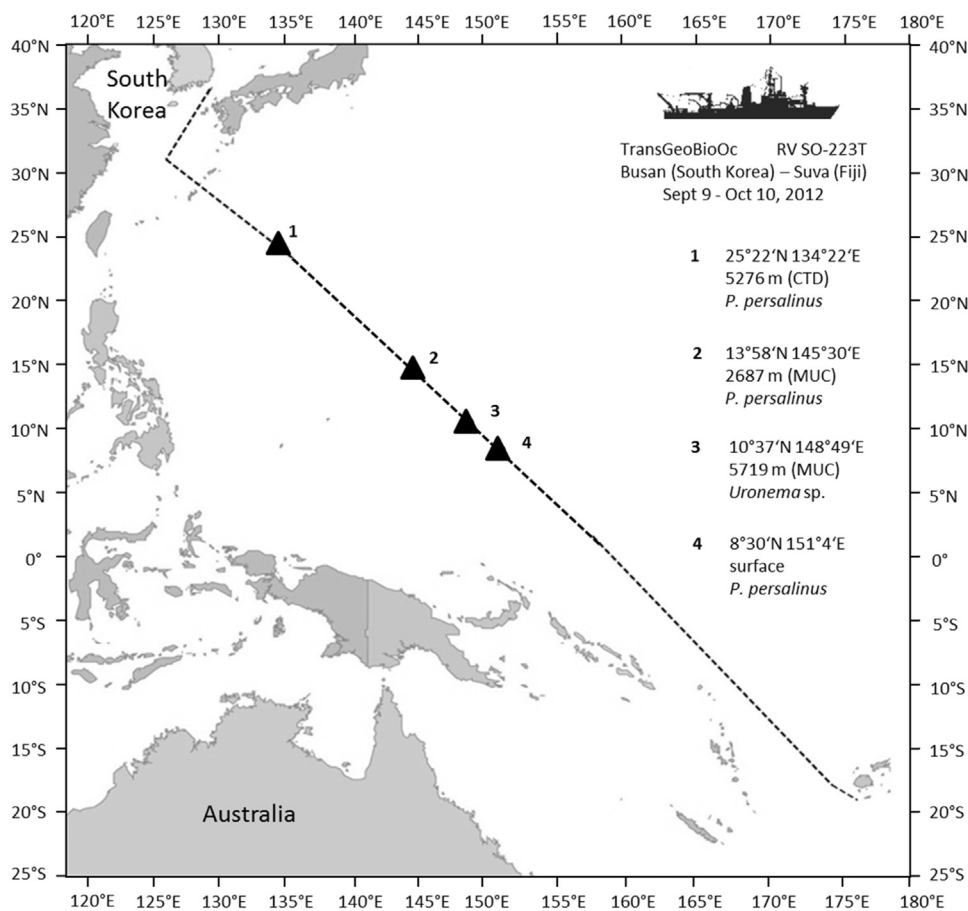 120°E 125°E 130°E 135°E 140°E 145°E 150°E 155°E 160°E 165°E 170°E 175°E 180°E
40°N 40°N
South
Korea
35°N 35°N
TransGeoBioOc RV SO-223T
Busan (South Korea) – Suva (Fiji)
Sept 9 - Oct 10, 2012
30°N 30°N
25°N 25°N
1
1 25°22‘N 134°22‘E
5276 m (CTD)
P. persalinus
20°N 20°N
15°N 15°N
2
2 13°58‘N 145°30‘E
2687 m (MUC)
P. persalinus
10°N 10°N
3
4
3 10°37‘N 148°49‘E
5719 m (MUC)
Uronema sp.
5°N 5°N
0° 0°
4 8°30‘N 151°4‘E
surface
P. persalinus
5°S 5°S
10°S 10°S
15°S 15°S
20°S 20°S
Australia
25°S 25°S
120°E 125°E 130°E 135°E 140°E 145°E 150°E 155°E 160°E 165°E 170°E 175°E 180°E